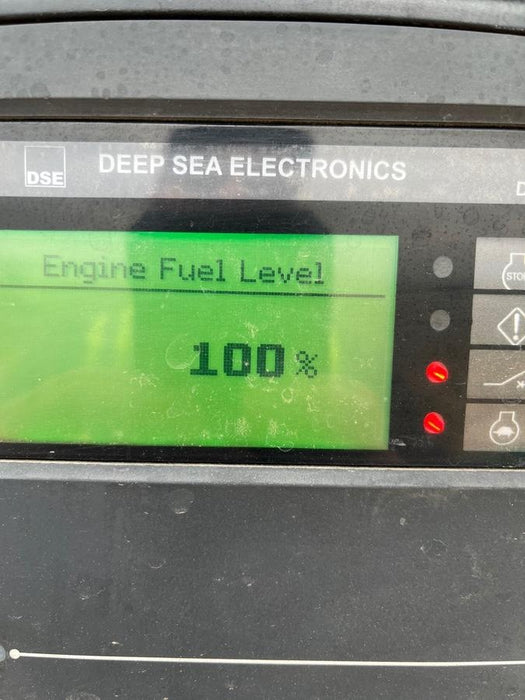 DSE
DEEP SEA ELECTRONICS
Engine Fuel Level
100 %